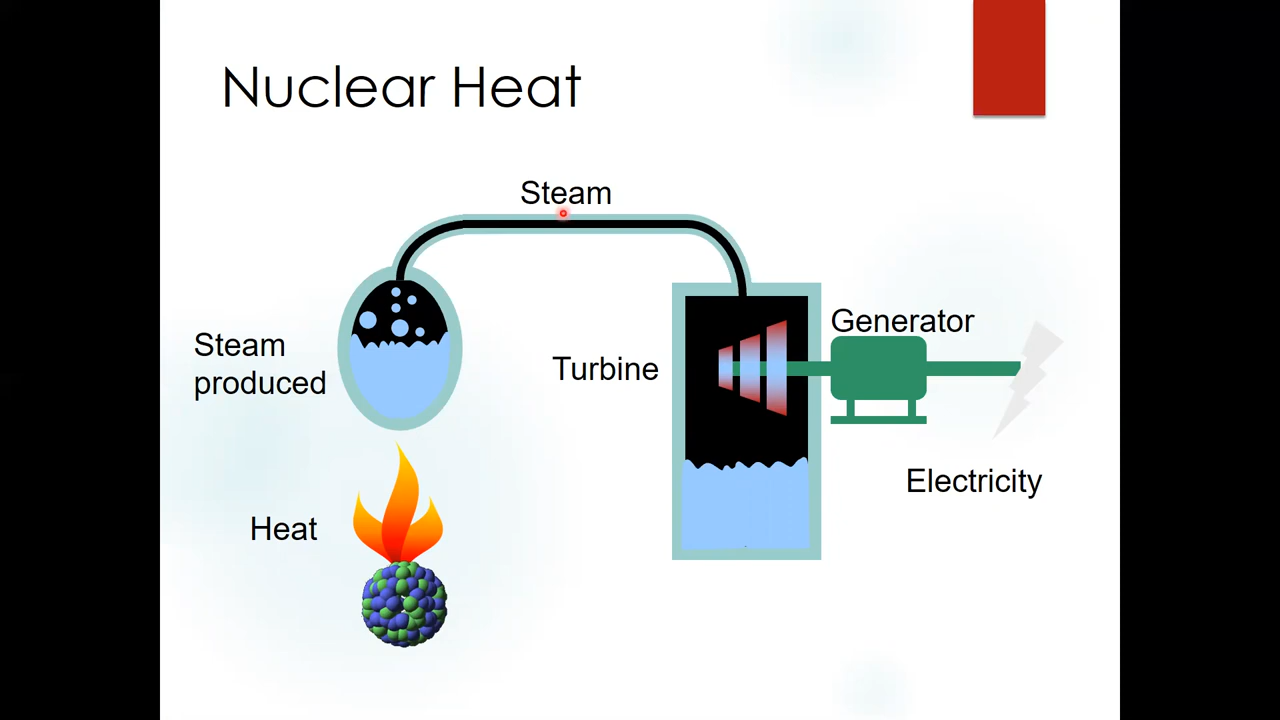 Nuclear Heat
Steam
Generator
Steam
produced
Turbine
Electricity
Heat